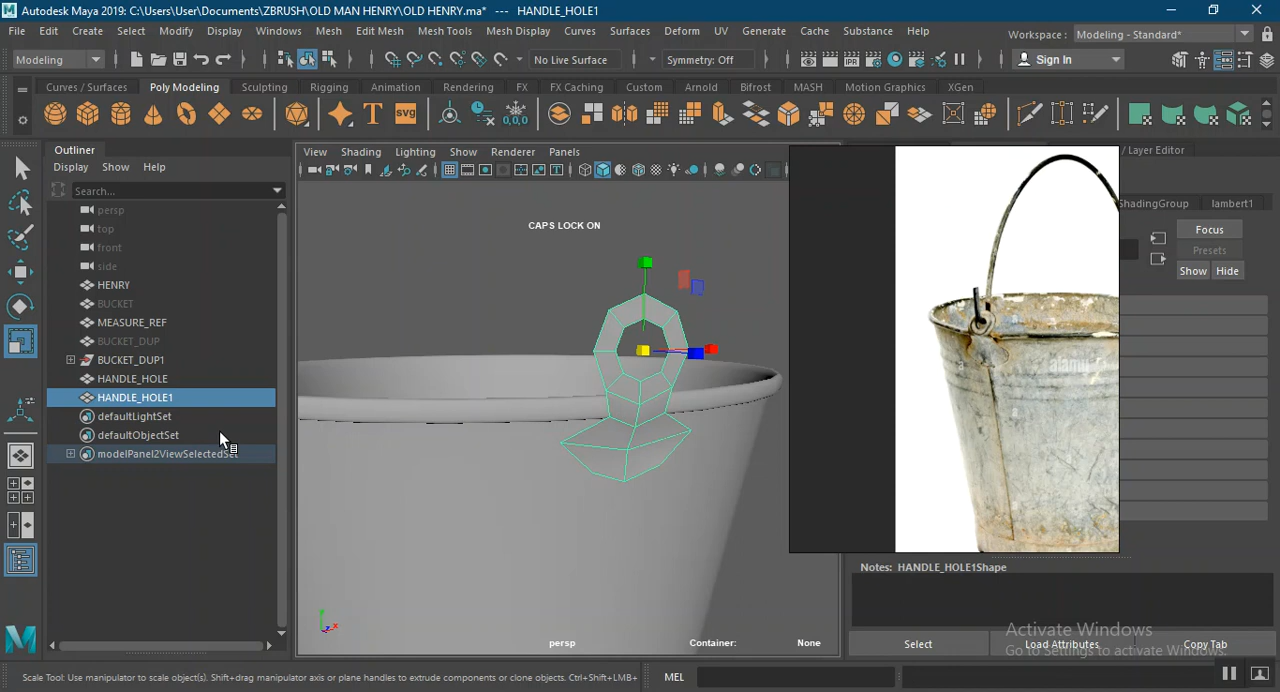 Autodesk Maya 2019: C:\Users\User\Documents\ZBRUSH\OLD MAN HENRY\OLD HENRY.ma* --- HANDLE_HOLE1
File Edit Create Select Modify Display Windows Mesh Edit Mesh Mesh Tools Mesh Display Curves Surfaces Deform UV Generate Cache Substance Help
Workspace : Modeling - Standard*
Modeling No Live Surface Symmetry: Off Sign In
Curves / Surfaces Poly Modeling Sculpting Rigging Animation Rendering FX FX Caching Custom Arnold Bifrost MASH Motion Graphics XGen
SVG 0,0,0
Outliner
Display Show Help
Search...
persp
top
front
side
HENRY
BUCKET
MEASURE_REF
BUCKET_DUP
BUCKET_DUP1
HANDLE_HOLE
HANDLE_HOLE1
defaultLightSet
defaultObjectSet
modelPanel2ViewSelectedSet
View Shading Lighting Show Renderer Panels
CAPS LOCK ON
persp Container: None
alamy
a
/ Layer Editor
ShadingGroup lambert1
Focus
Presets
Show Hide
Notes: HANDLE_HOLE1Shape
Activate Windows
Go to Settings to activate Windows.
Select Load Attributes Copy Tab
Scale Tool: Use manipulator to scale object(s). Shift+drag manipulator axis or plane handles to extrude components or clone objects. Ctrl+Shift+LMB+
MEL